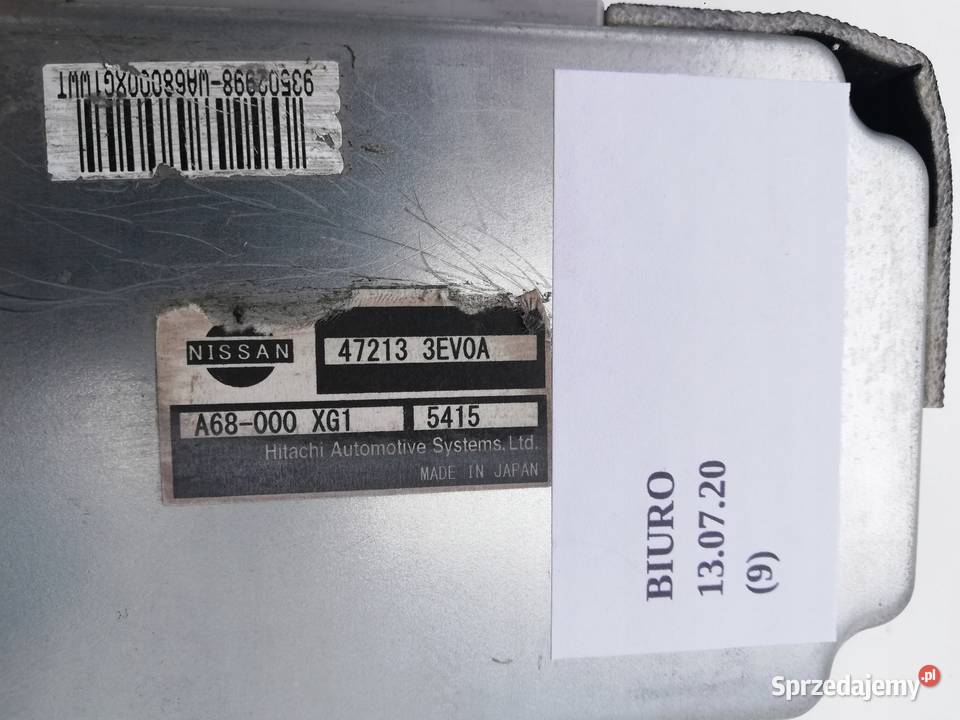 93502998-WA68000XG1WWT
NISSAN
47213 3EV0A
A68-000 XG1
5415
Hitachi Automotive Systems, Ltd.
MADE IN JAPAN
BIURO
13.07.20
(9)
Sprzedajemy.pl